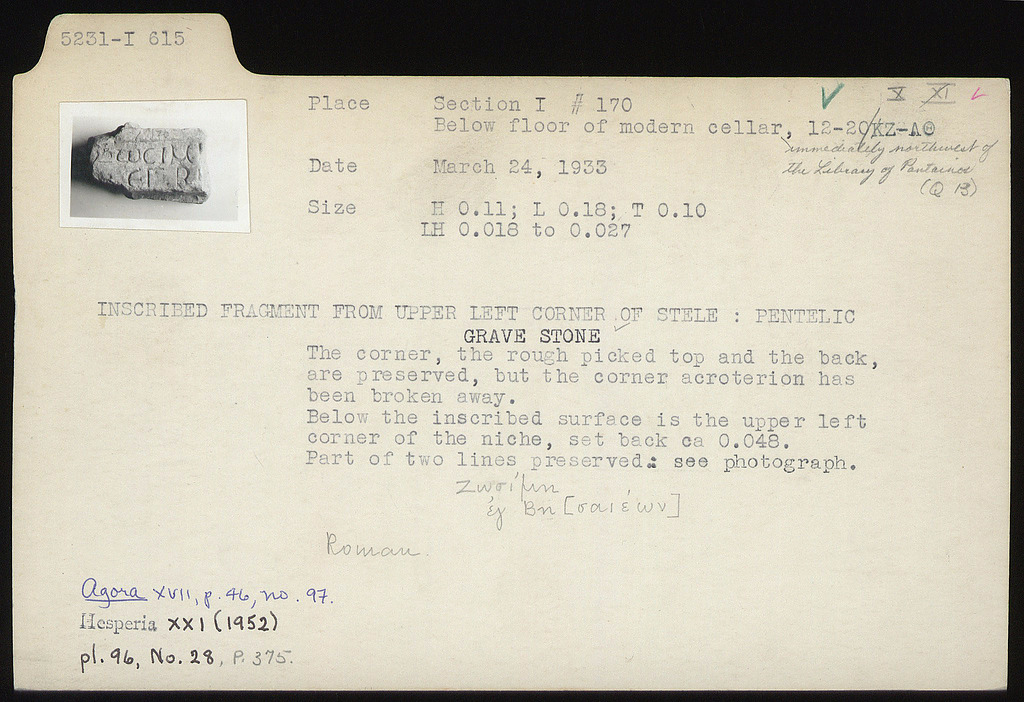 5231-I 615
Place Section I # 170
Below floor of modern cellar, 12-20/KZ-AΘ
immediately northwest of
the Library of Pantainos
(Q 13)
X XI
Date March 24, 1933
Size H 0.11; L 0.18; T 0.10
LH 0.018 to 0.027
INSCRIBED FRAGMENT FROM UPPER LEFT CORNER OF STELE : PENTELIC
GRAVE STONE
The corner, the rough picked top and the back,
are preserved, but the corner acroterion has
been broken away.
Below the inscribed surface is the upper left
corner of the niche, set back ca 0.048.
Part of two lines preserved: see photograph.
Ζωσίμη
ἐγ Βη[σαιέων]
Roman.
Agora XVII, p. 46, no. 97.
Hesperia XXI (1952)
pl. 96, No. 28, P. 375.